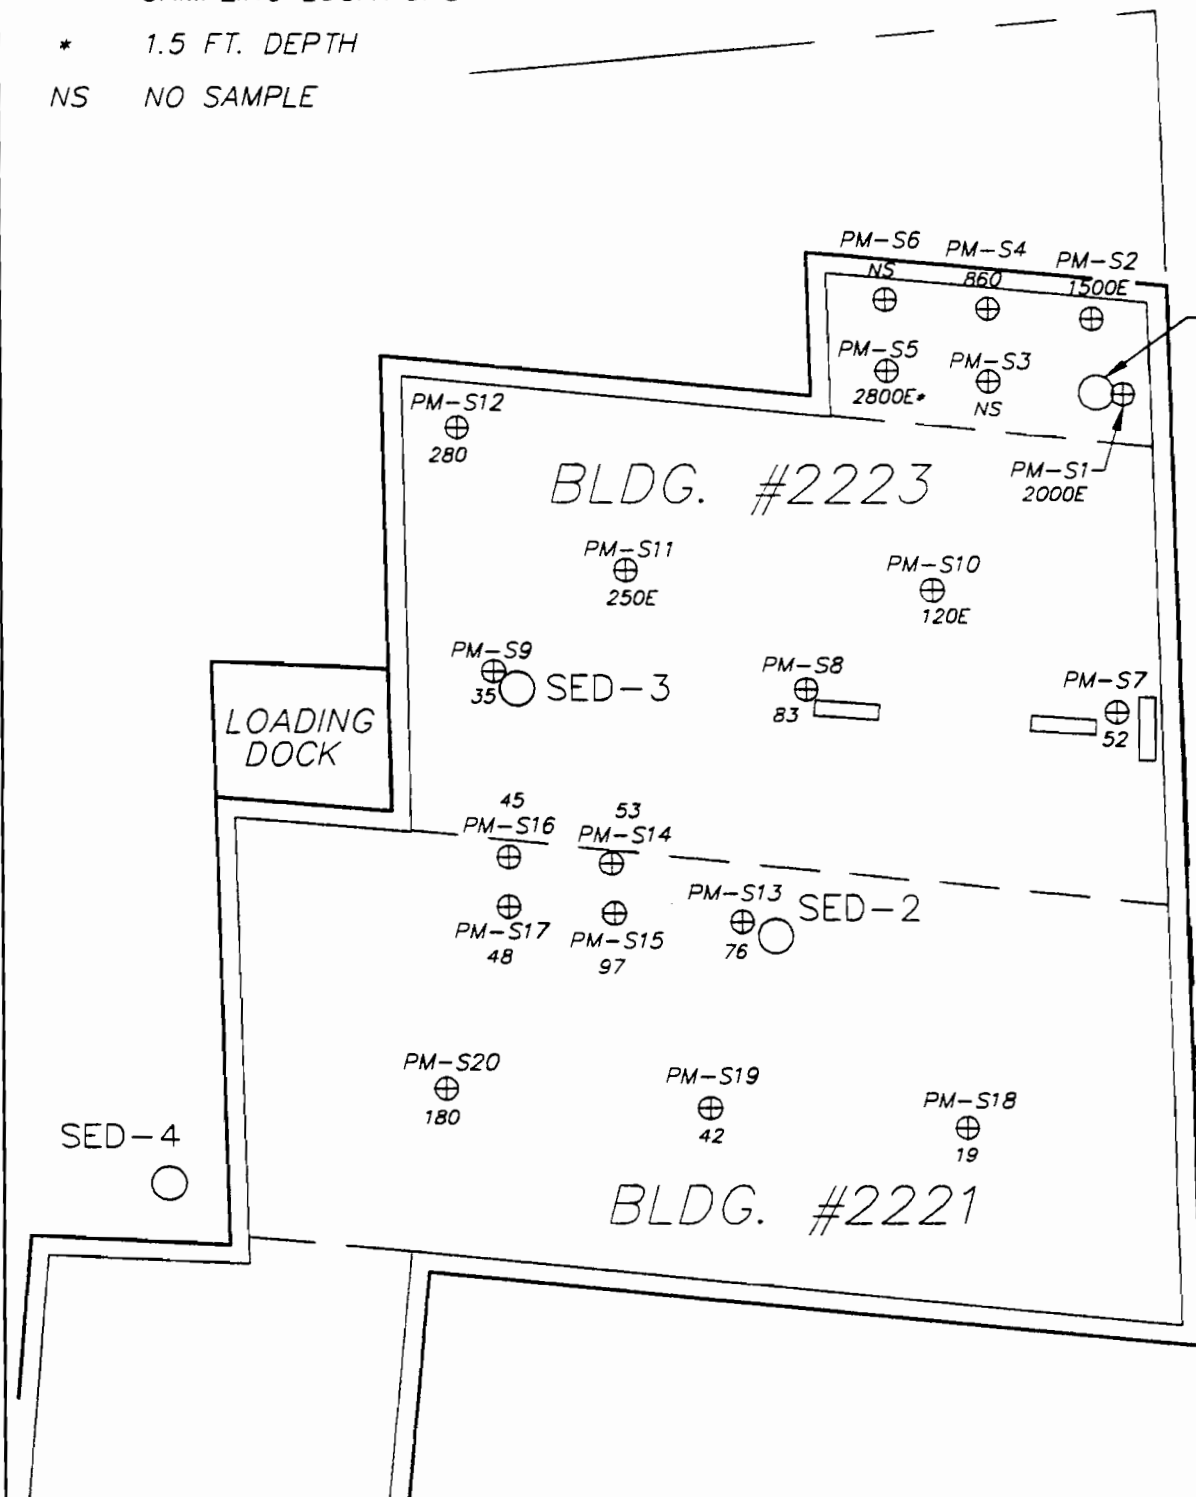 * 1.5 FT. DEPTH
NS NO SAMPLE
PM-S6
NS
PM-S4
860
PM-S2
1500E
PM-S5
2800E*
PM-S3
NS
PM-S1
2000E
PM-S12
280
BLDG. #2223
PM-S11
250E
PM-S10
120E
PM-S9
35
SED-3
PM-S8
83
PM-S7
52
LOADING
DOCK
45
PM-S16
53
PM-S14
PM-S17
48
PM-S15
97
PM-S13
76
SED-2
PM-S20
180
PM-S19
42
PM-S18
19
SED-4
BLDG. #2221